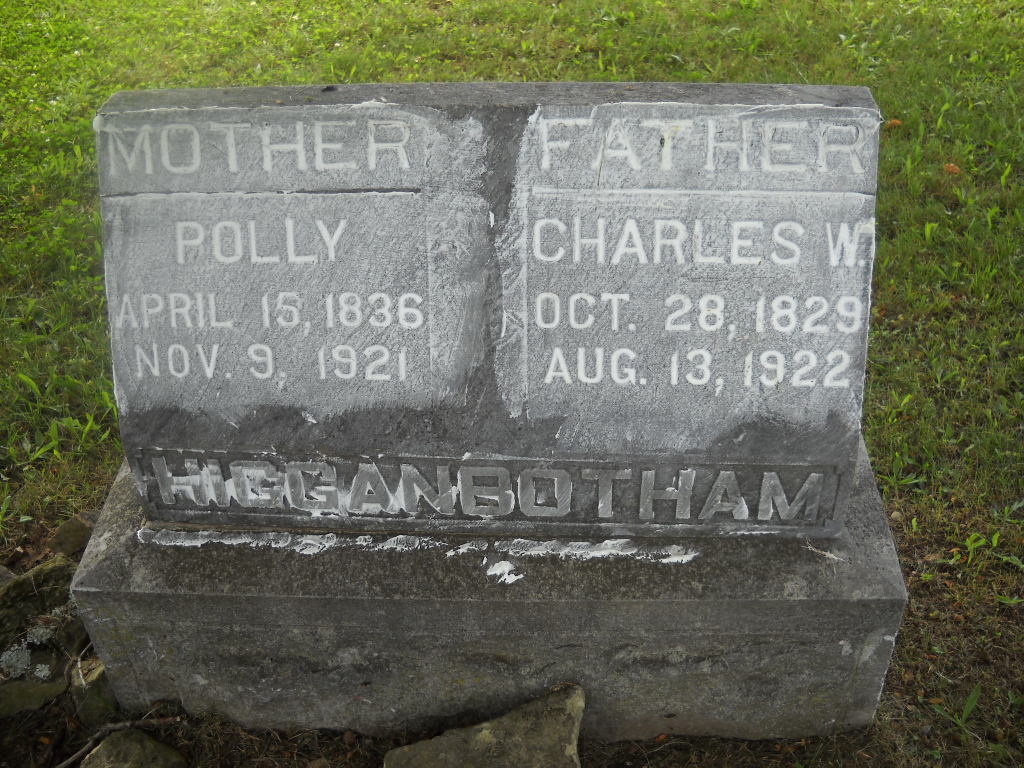 MOTHER
POLLY
APRIL 15, 1836
NOV. 9, 1921
FATHER
CHARLES W.
OCT. 28, 1829
AUG. 13, 1922
HIGGANBOTHAM